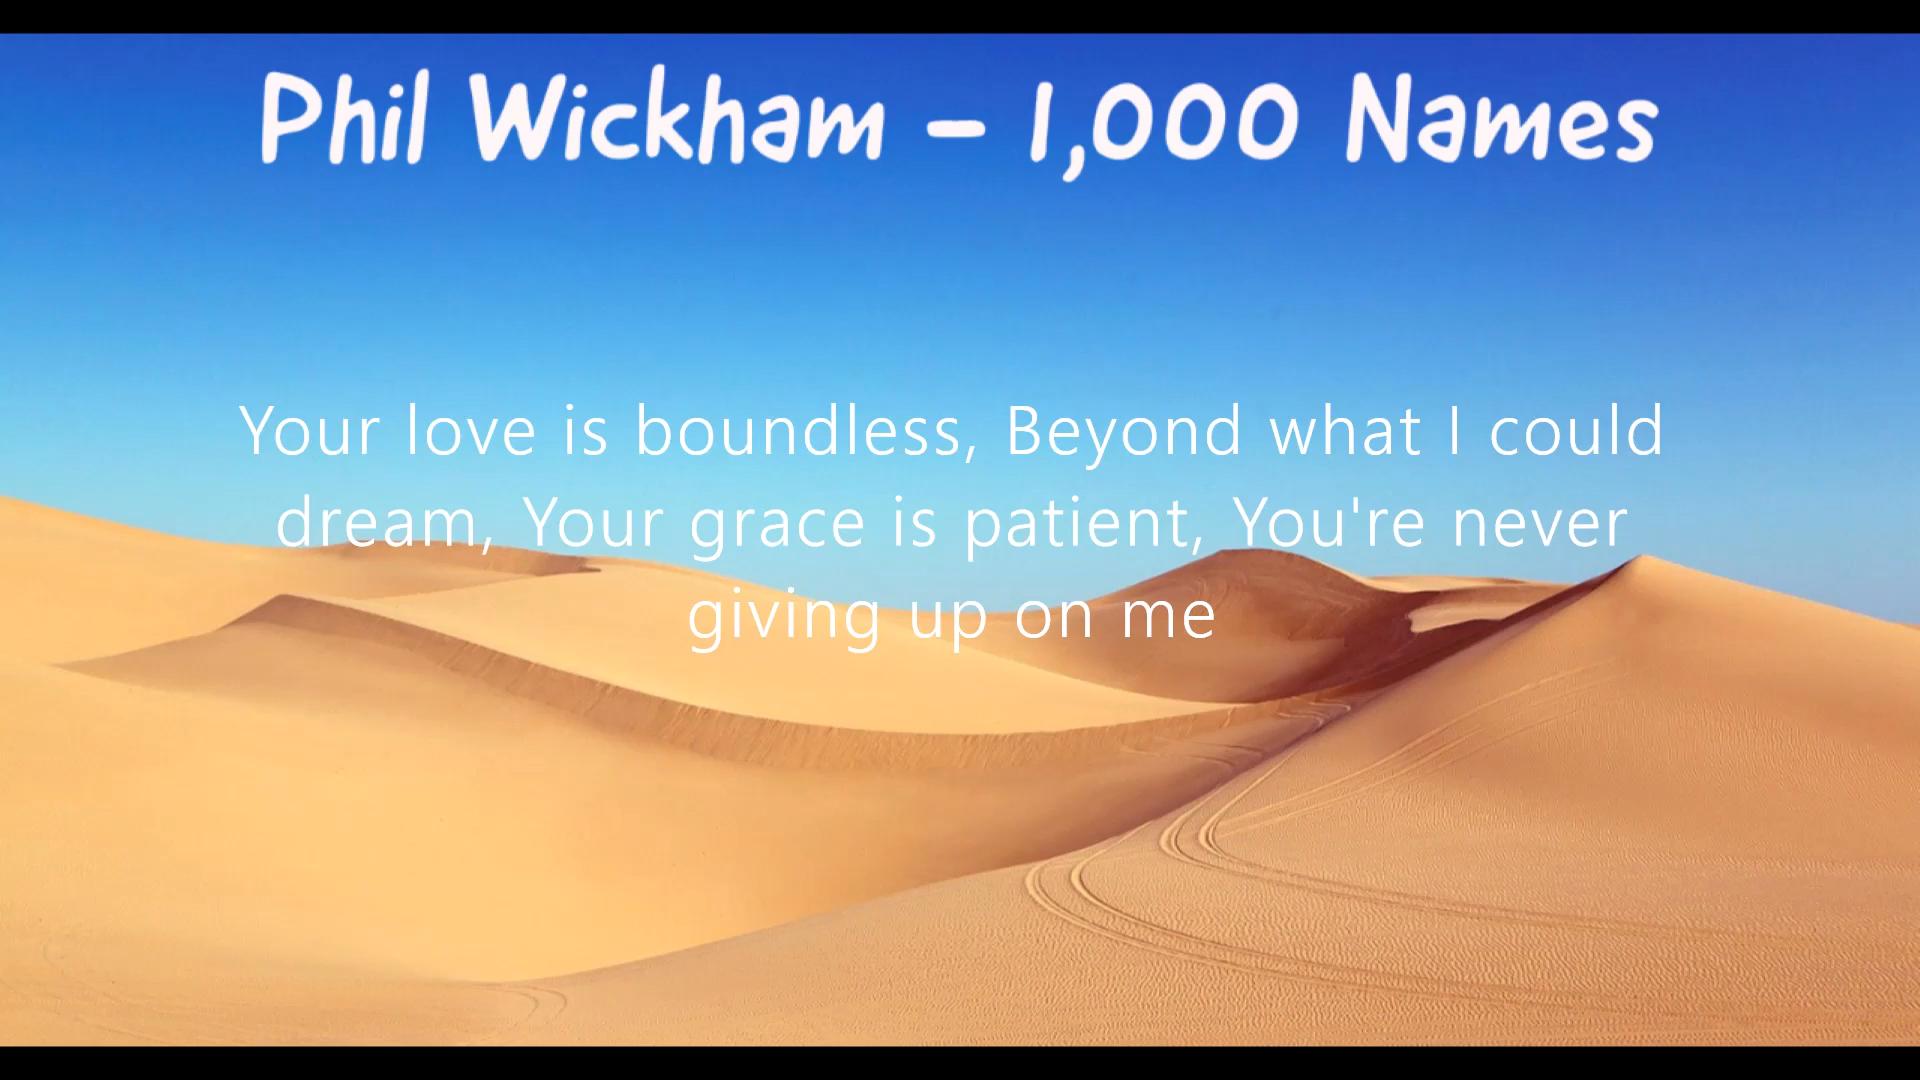 Phil Wickham – 1,000 Names
Your love is boundless, Beyond what I could
dream, Your grace is patient, You're never
giving up on me